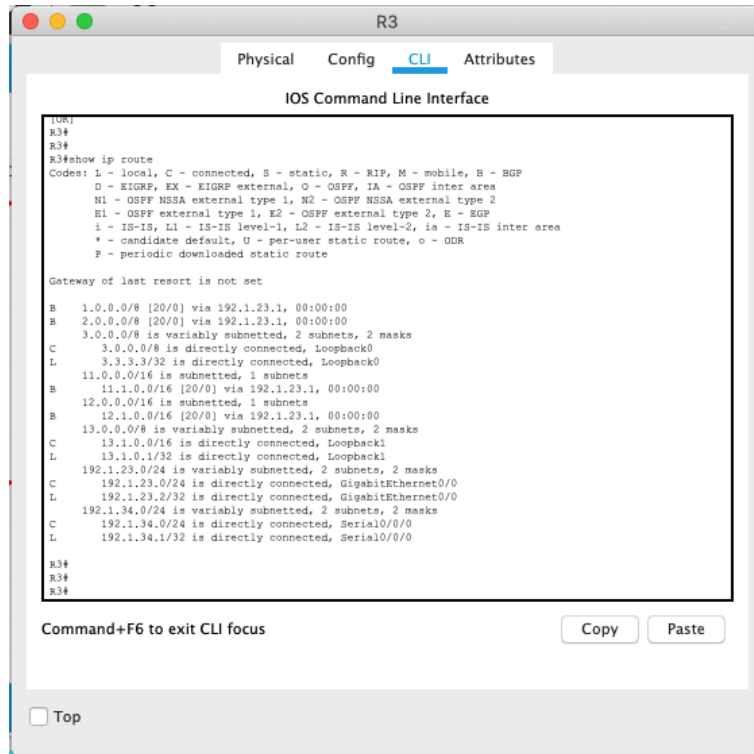 R3
Physical Config CLI Attributes
IOS Command Line Interface
[OK]
R3#
R3#
R3#show ip route
Codes: L - local, C - connected, S - static, R - RIP, M - mobile, B - BGP
D - EIGRP, EX - EIGRP external, O - OSPF, IA - OSPF inter area
N1 - OSPF NSSA external type 1, N2 - OSPF NSSA external type 2
E1 - OSPF external type 1, E2 - OSPF external type 2, E - EGP
i - IS-IS, L1 - IS-IS level-1, L2 - IS-IS level-2, ia - IS-IS inter area
* - candidate default, U - per-user static route, o - ODR
P - periodic downloaded static route
Gateway of last resort is not set
B 1.0.0.0/8 [20/0] via 192.1.23.1, 00:00:00
B 2.0.0.0/8 [20/0] via 192.1.23.1, 00:00:00
3.0.0.0/8 is variably subnetted, 2 subnets, 2 masks
C 3.0.0.0/8 is directly connected, Loopback0
L 3.3.3.3/32 is directly connected, Loopback0
11.0.0.0/16 is subnetted, 1 subnets
B 11.1.0.0/16 [20/0] via 192.1.23.1, 00:00:00
12.0.0.0/16 is subnetted, 1 subnets
B 12.1.0.0/16 [20/0] via 192.1.23.1, 00:00:00
13.0.0.0/8 is variably subnetted, 2 subnets, 2 masks
C 13.1.0.0/16 is directly connected, Loopback1
L 13.1.0.1/32 is directly connected, Loopback1
192.1.23.0/24 is variably subnetted, 2 subnets, 2 masks
C 192.1.23.0/24 is directly connected, GigabitEthernet0/0
L 192.1.23.2/32 is directly connected, GigabitEthernet0/0
192.1.34.0/24 is variably subnetted, 2 subnets, 2 masks
C 192.1.34.0/24 is directly connected, Serial0/0/0
L 192.1.34.1/32 is directly connected, Serial0/0/0
R3#
R3#
R3#
Command+F6 to exit CLI focus
Copy Paste
Top